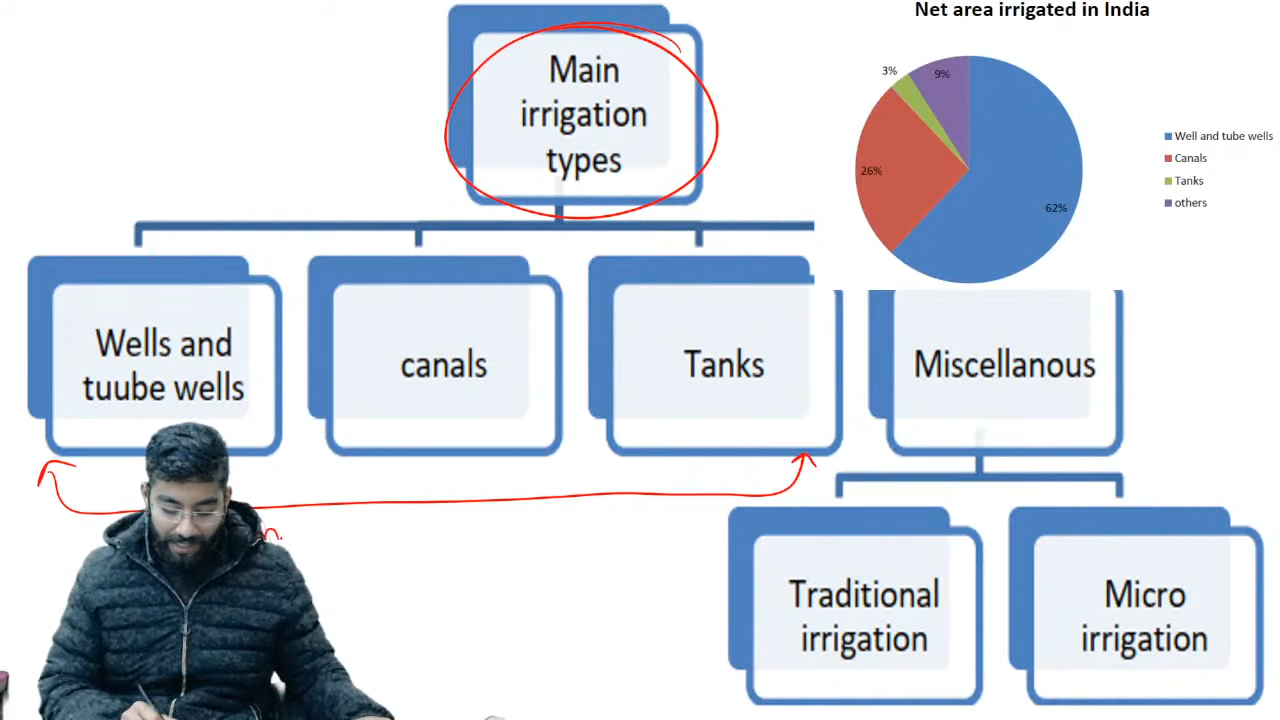 Net area irrigated in India
Main
irrigation
types
3%
9%
26%
62%
Well and tube wells
Canals
Tanks
others
Wells and
tuube wells
canals
Tanks
Miscellanous
Traditional
irrigation
Micro
irrigation